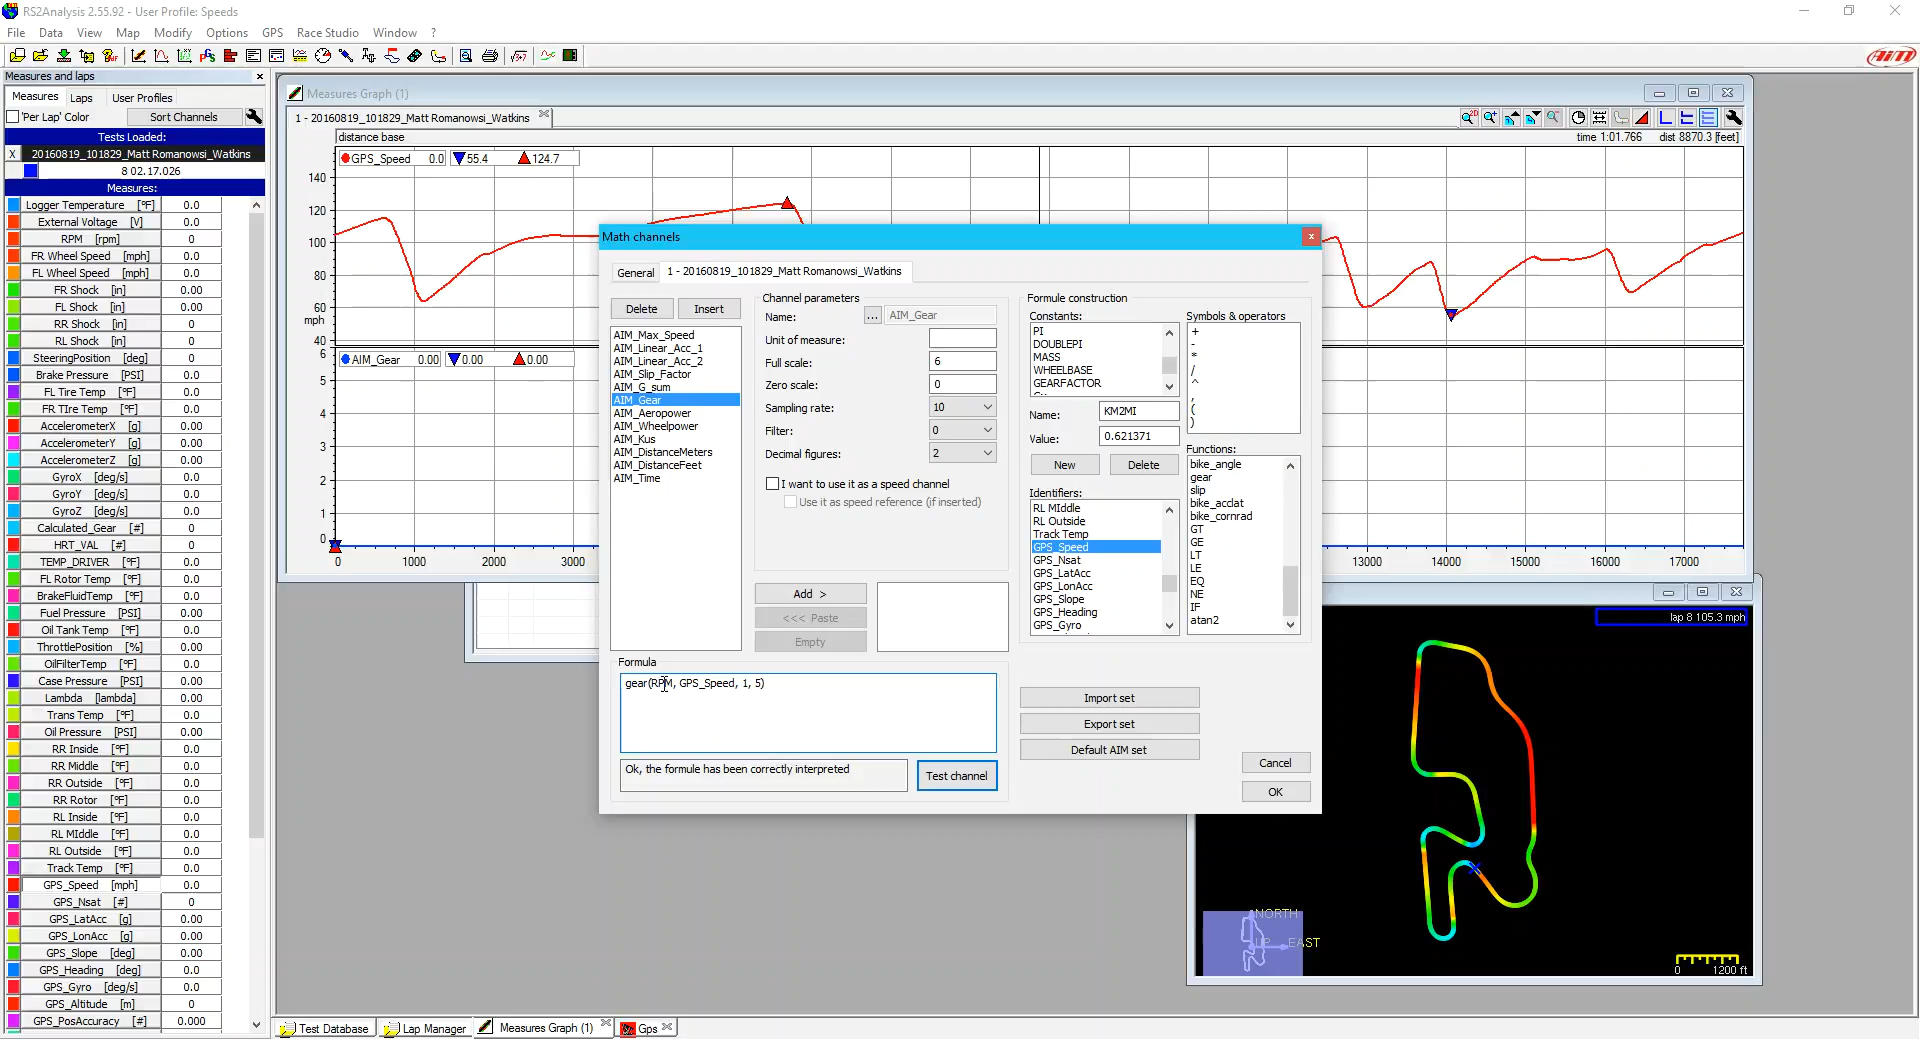 RS2Analysis 2.55.92 - User Profile: Speeds
File Data View Map Modify Options GPS Race Studio Window ?
AiM
Measures and laps
Measures Laps User Profiles
'Per Lap' Color Sort Channels
Tests Loaded:
X 20160819_101829_Matt Romanowsi_Watkins
8 02.17.026
Measures:
Logger Temperature [°F] 0.0
External Voltage [V] 0.0
RPM [rpm] 0
FR Wheel Speed [mph] 0.0
FL Wheel Speed [mph] 0.0
FR Shock [in] 0.00
FL Shock [in] 0.00
RR Shock [in] 0
RL Shock [in] 0
SteeringPosition [deg] 0
Brake Pressure [PSI] 0.0
FL Tire Temp [°F] 0.0
FR TIre Temp [°F] 0.0
AccelerometerX [g] 0.00
AccelerometerY [g] 0.00
AccelerometerZ [g] 0.00
GyroX [deg/s] 0.0
GyroY [deg/s] 0.0
GyroZ [deg/s] 0.0
Calculated_Gear [#] 0
HRT_VAL [#] 0
TEMP_DRIVER [°F] 0.0
FL Rotor Temp [°F] 0.0
BrakeFluidTemp [°F] 0.0
Fuel Pressure [PSI] 0.00
Oil Tank Temp [°F] 0.0
ThrottlePosition [%] 0.0
OilFilterTemp [°F] 0.0
Case Pressure [PSI] 0.00
Lambda [lambda] 0.00
Trans Temp [°F] 0.0
Oil Pressure [PSI] 0.0
RR Inside [°F] 0.0
RR Middle [°F] 0.0
RR Outside [°F] 0.0
RR Rotor [°F] 0.0
RL Inside [°F] 0.0
RL MIddle [°F] 0.0
RL Outside [°F] 0.0
Track Temp [°F] 0.0
GPS_Speed [mph] 0.0
GPS_Nsat [#] 0
GPS_LatAcc [g] 0.00
GPS_LonAcc [g] 0.00
GPS_Slope [deg] 0.00
GPS_Heading [deg] 0.0
GPS_Gyro [deg/s] 0.0
GPS_Altitude [m] 0
GPS_PosAccuracy [#] 0.000
Measures Graph (1)
1 - 20160819_101829_Matt Romanowsi_Watkins
distance base
time 1:01.766 dist 8870.3 [feet]
GPS_Speed 0.0 55.4 124.7
140
120
100
80
60
mph
40
AIM_Gear 0.00 0.00 0.00
6
5
4
3
2
1
0
0 1000 2000 3000 13000 14000 15000 16000 17000
Math channels
General 1 - 20160819_101829_Matt Romanowsi_Watkins
Delete Insert
AIM_Max_Speed
AIM_Linear_Acc_1
AIM_Linear_Acc_2
AIM_Slip_Factor
AIM_G_sum
AIM_Gear
AIM_Aeropower
AIM_Wheelpower
AIM_Kus
AIM_DistanceMeters
AIM_DistanceFeet
AIM_Time
Channel parameters
Name: ... AIM_Gear
Unit of measure:
Full scale: 6
Zero scale: 0
Sampling rate: 10
Filter: 0
Decimal figures: 2
I want to use it as a speed channel
Use it as speed reference (if inserted)
Add >
<<< Paste
Empty
Formule construction
Constants:
PI
DOUBLEPI
MASS
WHEELBASE
GEARFACTOR
Name: KM2MI
Value: 0.621371
New Delete
Identifiers:
RL MIddle
RL Outside
Track Temp
GPS_Speed
GPS_Nsat
GPS_LatAcc
GPS_LonAcc
GPS_Slope
GPS_Heading
GPS_Gyro
Symbols & operators
+
-
*
/
^
,
(
)
Functions:
bike_angle
gear
slip
bike_acclat
bike_cornrad
GT
GE
LT
LE
EQ
NE
IF
atan2
Formula
gear(RPM, GPS_Speed, 1, 5)
Ok, the formule has been correctly interpreted
Test channel
Import set
Export set
Default AIM set
Cancel
OK
lap 8 105.3 mph
NORTH
UP EAST
0 1200 ft
Test Database Lap Manager Measures Graph (1) Gps